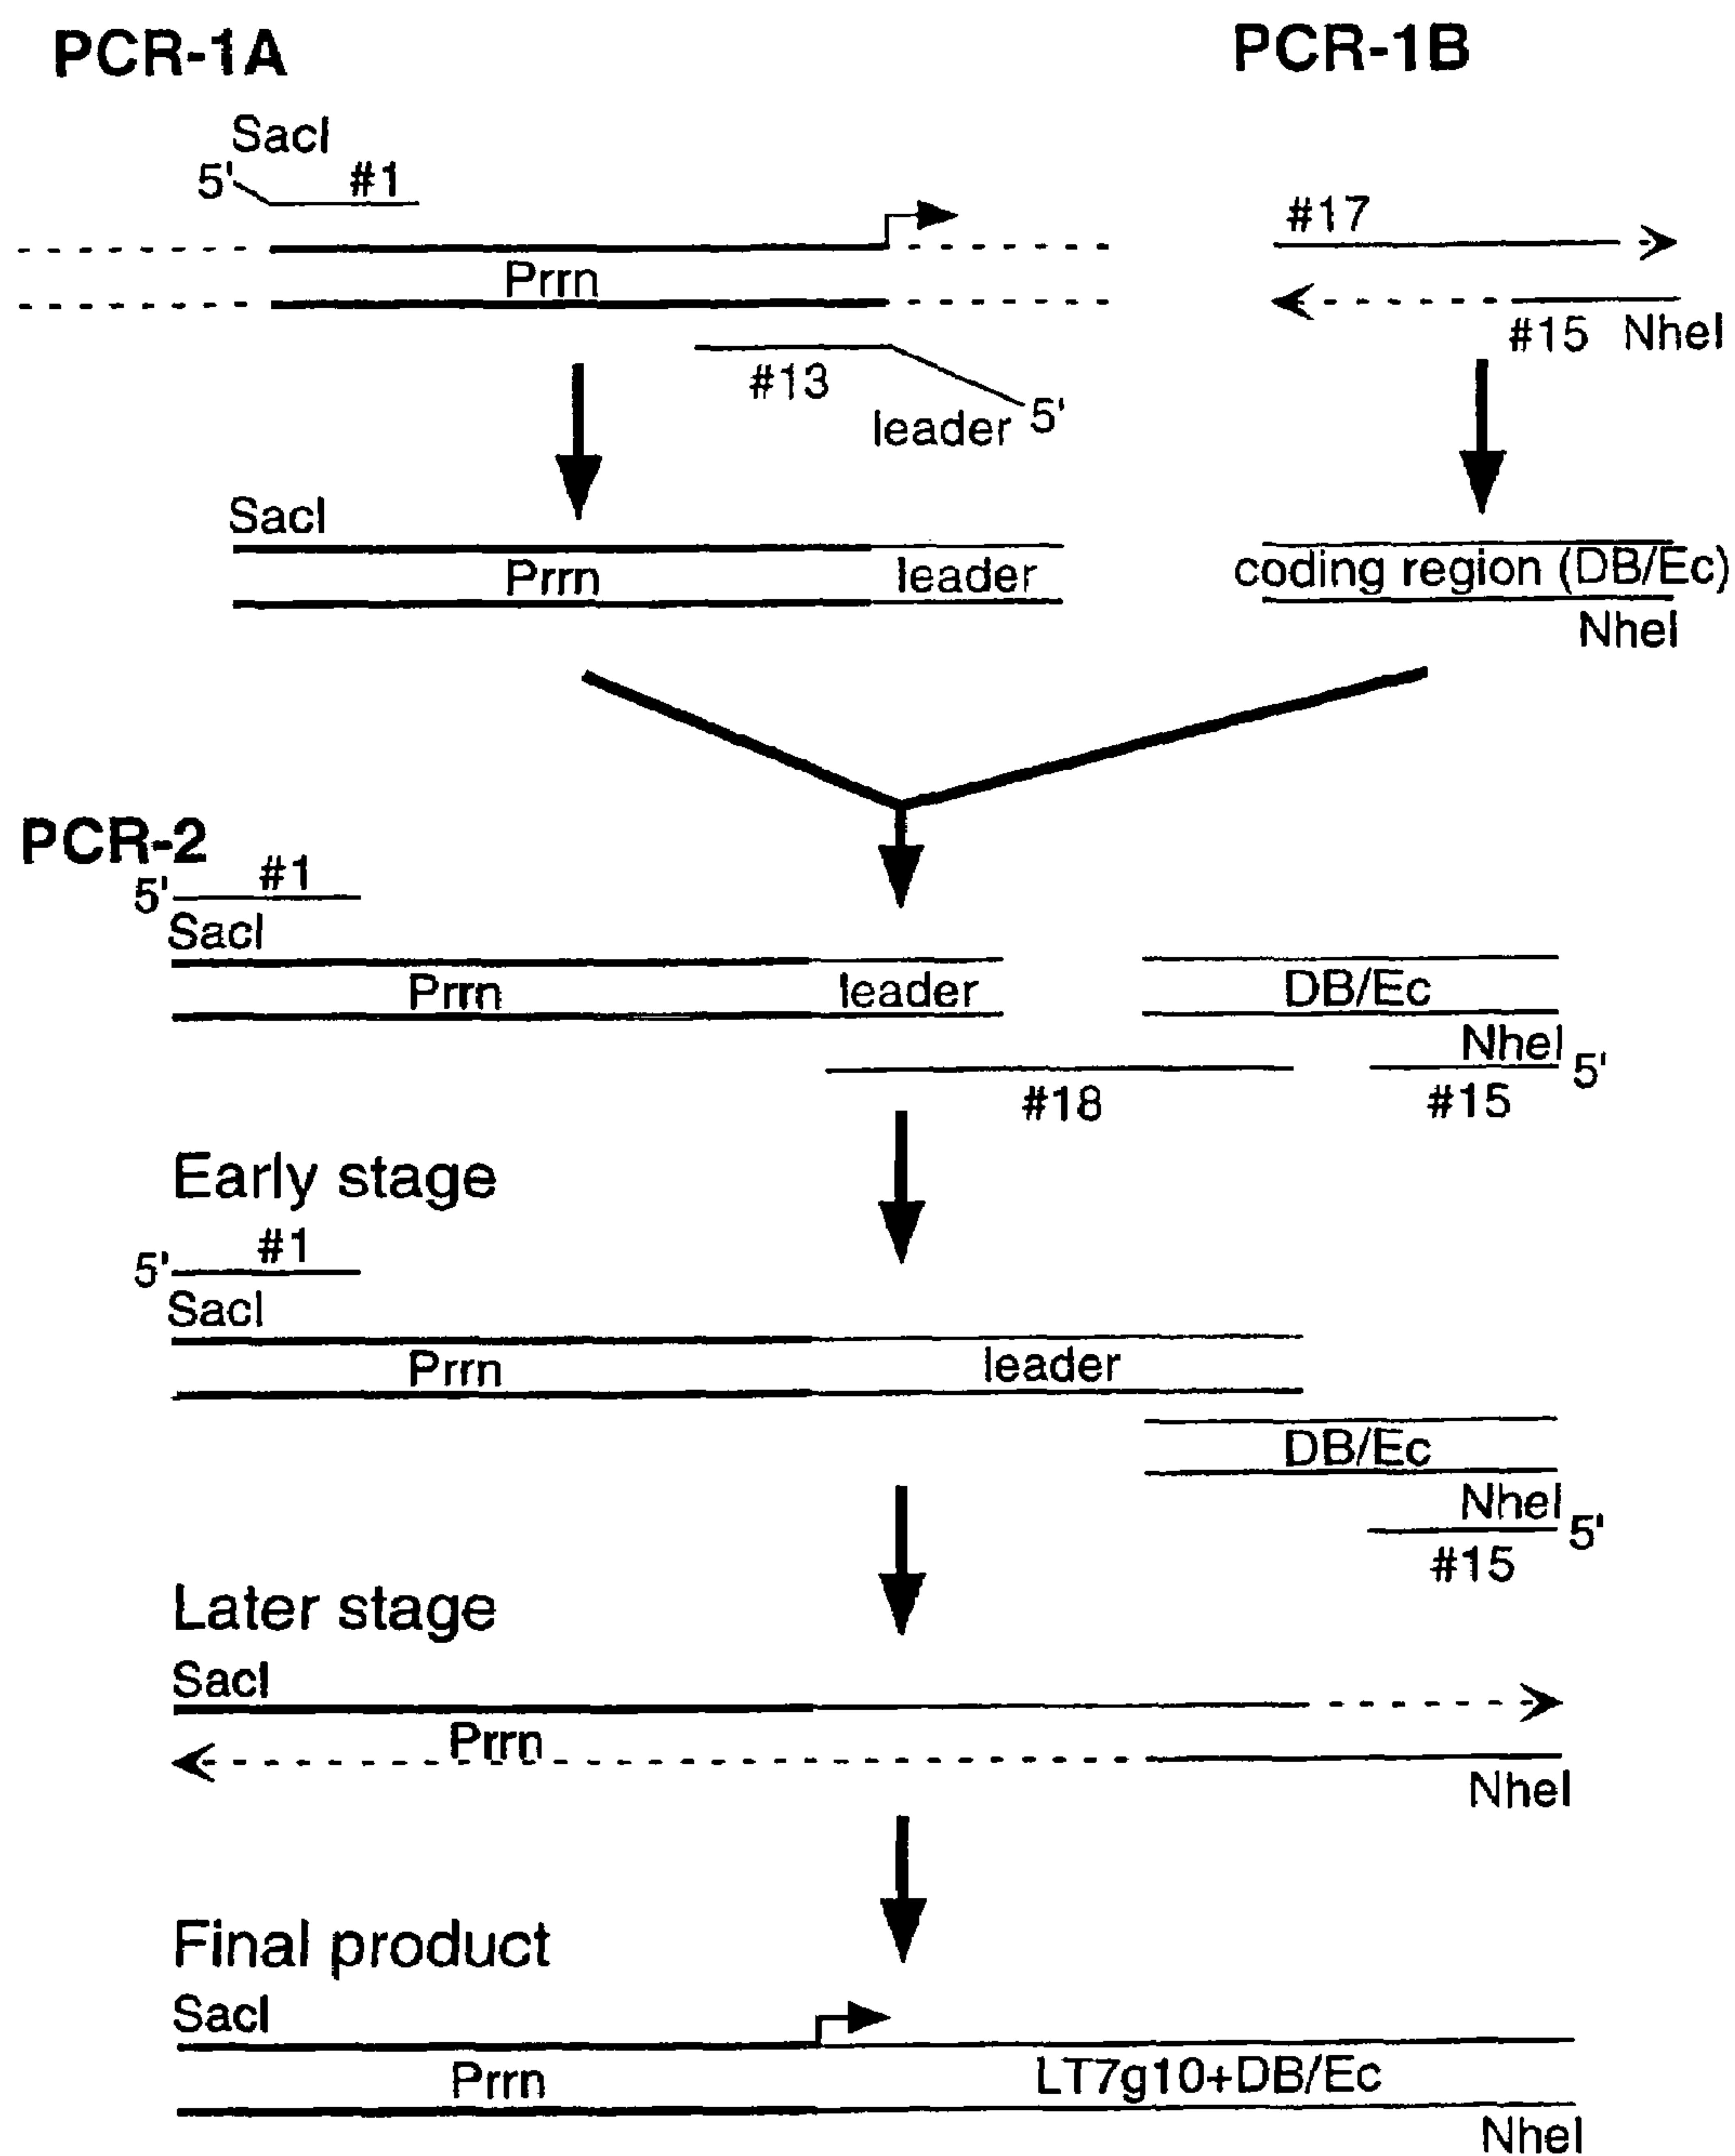 PCR-1A
PCR-1B
SacI
5' #1
#17
Prrn
#15 NheI
#13
leader 5'
SacI
Prrn leader
coding region (DB/Ec)
NheI
PCR-2
5' #1
SacI
Prrn leader DB/Ec
NheI 5'
#18 #15
Early stage
5' #1
SacI
Prrn leader
DB/Ec
NheI 5'
#15
Later stage
SacI
Prrn
NheI
Final product
SacI
Prrn LT7g10+DB/Ec
NheI